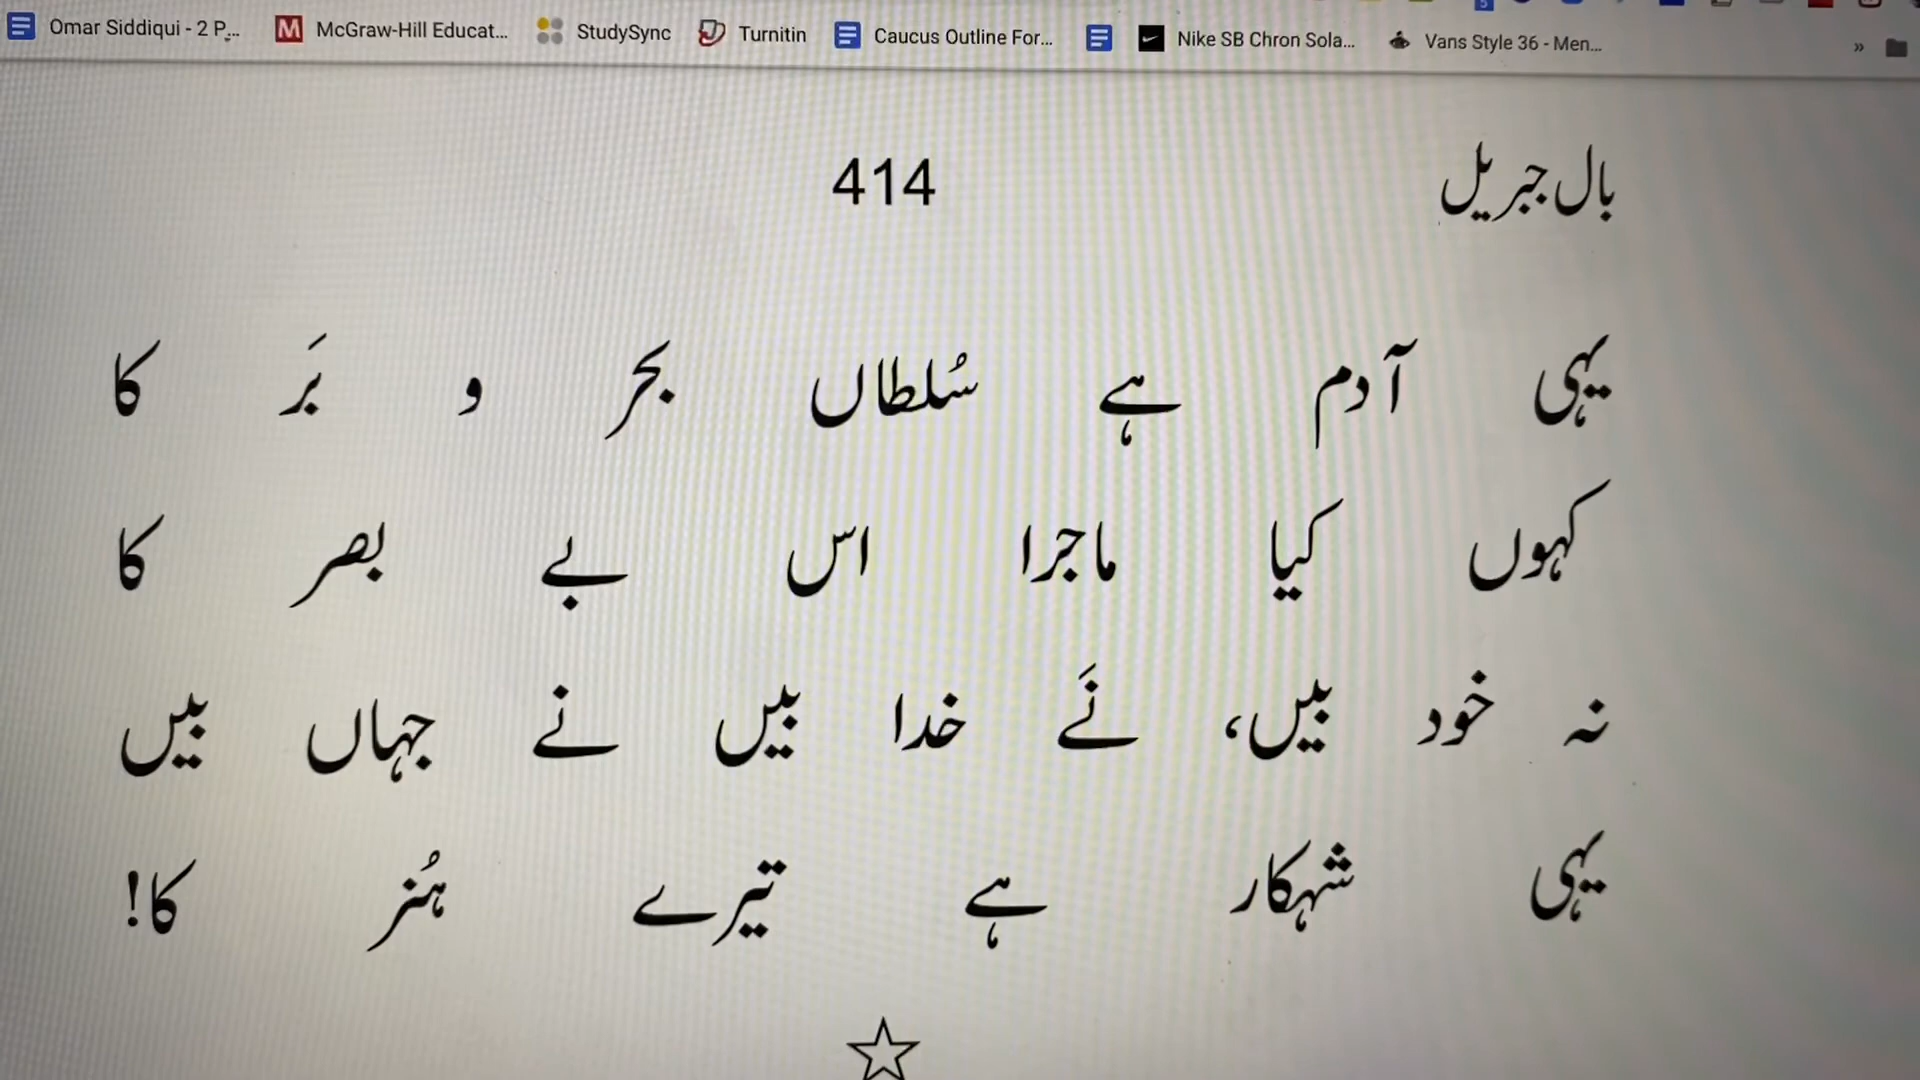 Omar Siddiqui - 2 P... McGraw-Hill Educat... StudySync Turnitin Caucus Outline For... Nike SB Chron Sola... Vans Style 36 - Men... »
بال جبریل 414
یہی آدم ہے سُلطاں بحر و بَر کا
کہوں کیا ماجرا اس بے بصر کا
نہ خود بیں، نَے خدا بیں نے جہاں بیں
یہی شہکار ہے تیرے ہُنر کا!